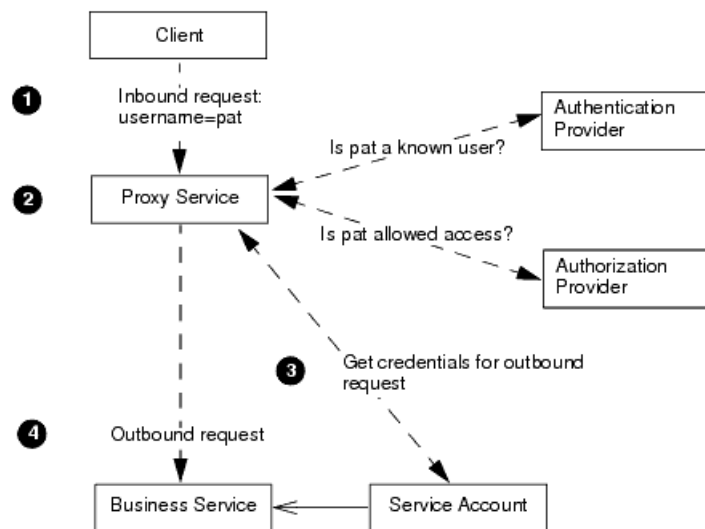 Client
1
Inbound request:
username=pat
Authentication
Provider
Is pat a known user?
2
Proxy Service
Is pat allowed access?
Authorization
Provider
3
Get credentials for outbound
request
4
Outbound request
Business Service
Service Account